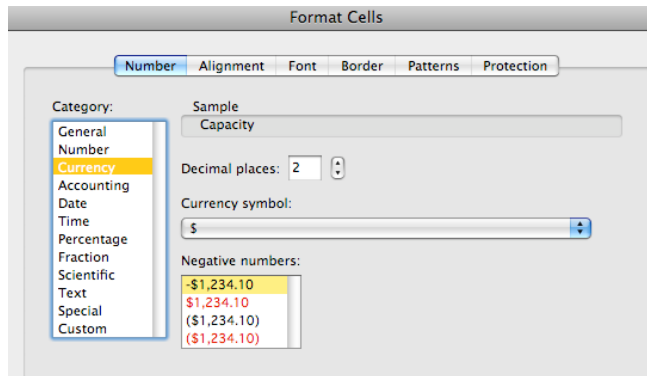 Format Cells
Number Alignment Font Border Patterns Protection
Category:
General
Number
Currency
Accounting
Date
Time
Percentage
Fraction
Scientific
Text
Special
Custom
Sample
Capacity
Decimal places: 2
Currency symbol:
$
Negative numbers:
-$1,234.10
$1,234.10
($1,234.10)
($1,234.10)